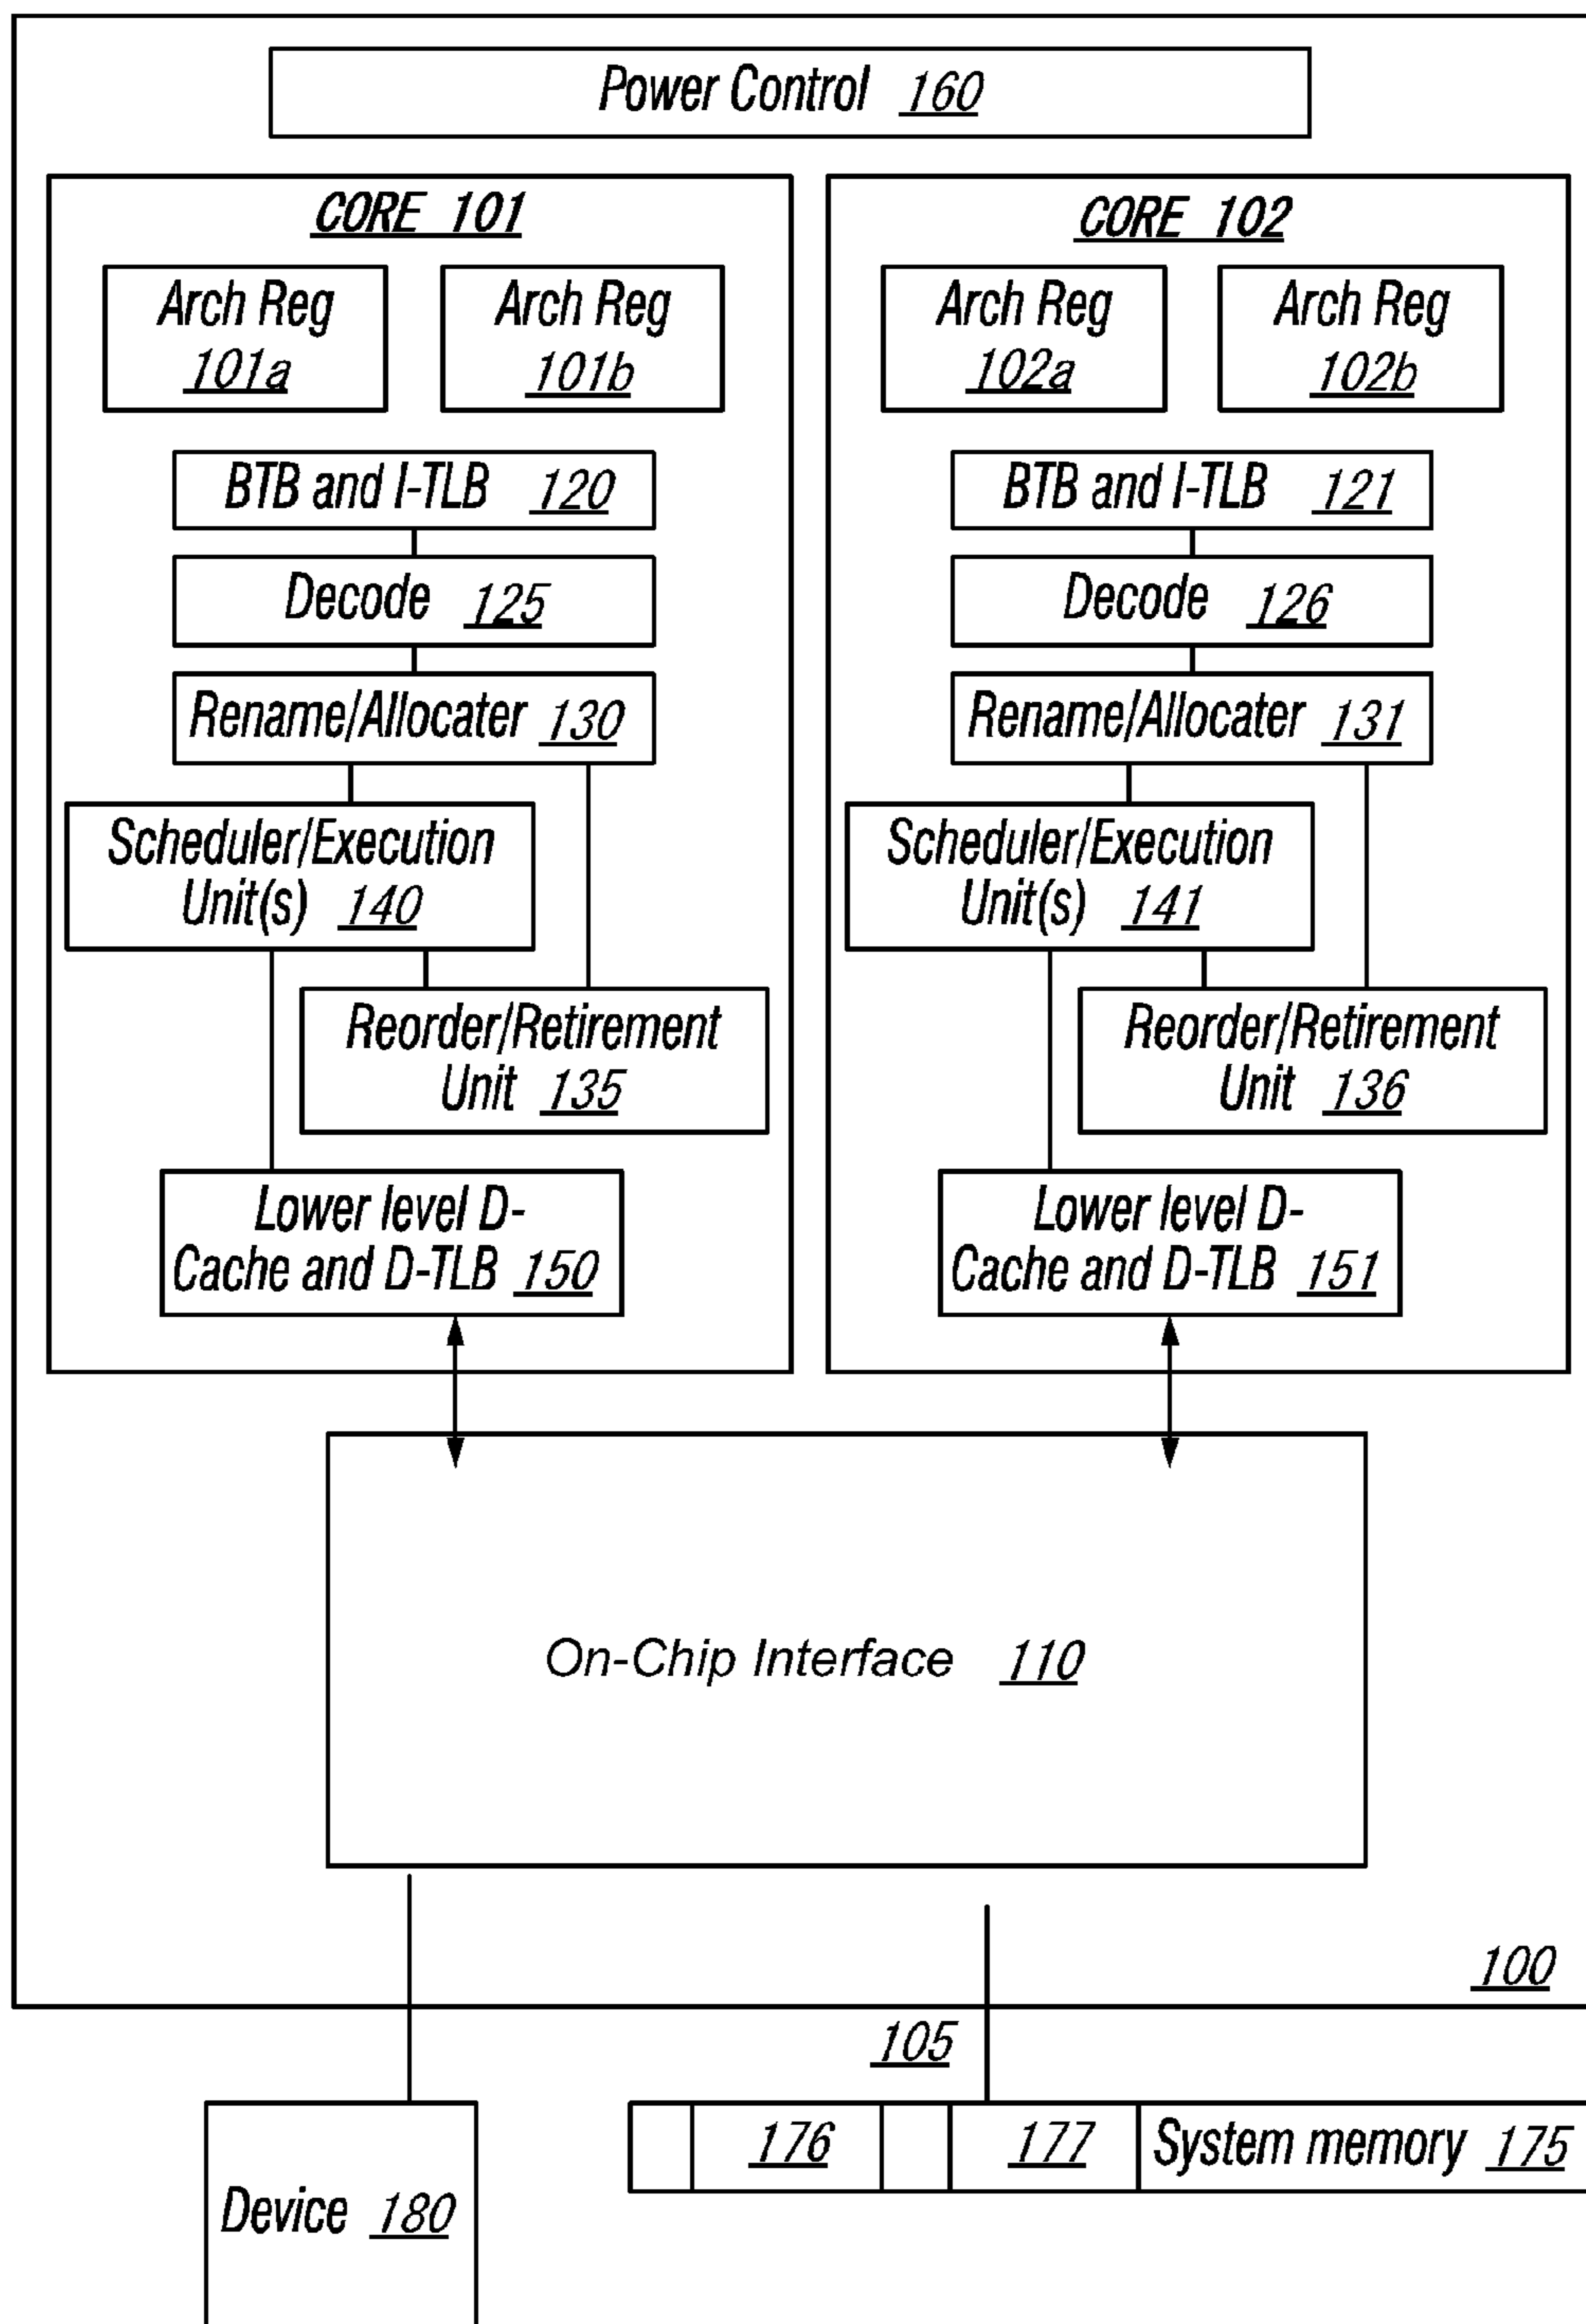 Power Control 160
CORE 101
Arch Reg
101a
Arch Reg
101b
BTB and I-TLB 120
Decode 125
Rename/Allocater 130
Scheduler/Execution
Unit(s) 140
Reorder/Retirement
Unit 135
Lower level D-
Cache and D-TLB 150
CORE 102
Arch Reg
102a
Arch Reg
102b
BTB and I-TLB 121
Decode 126
Rename/Allocater 131
Scheduler/Execution
Unit(s) 141
Reorder/Retirement
Unit 136
Lower level D-
Cache and D-TLB 151
On-Chip Interface 110
100
105
176
177
System memory 175
Device 180